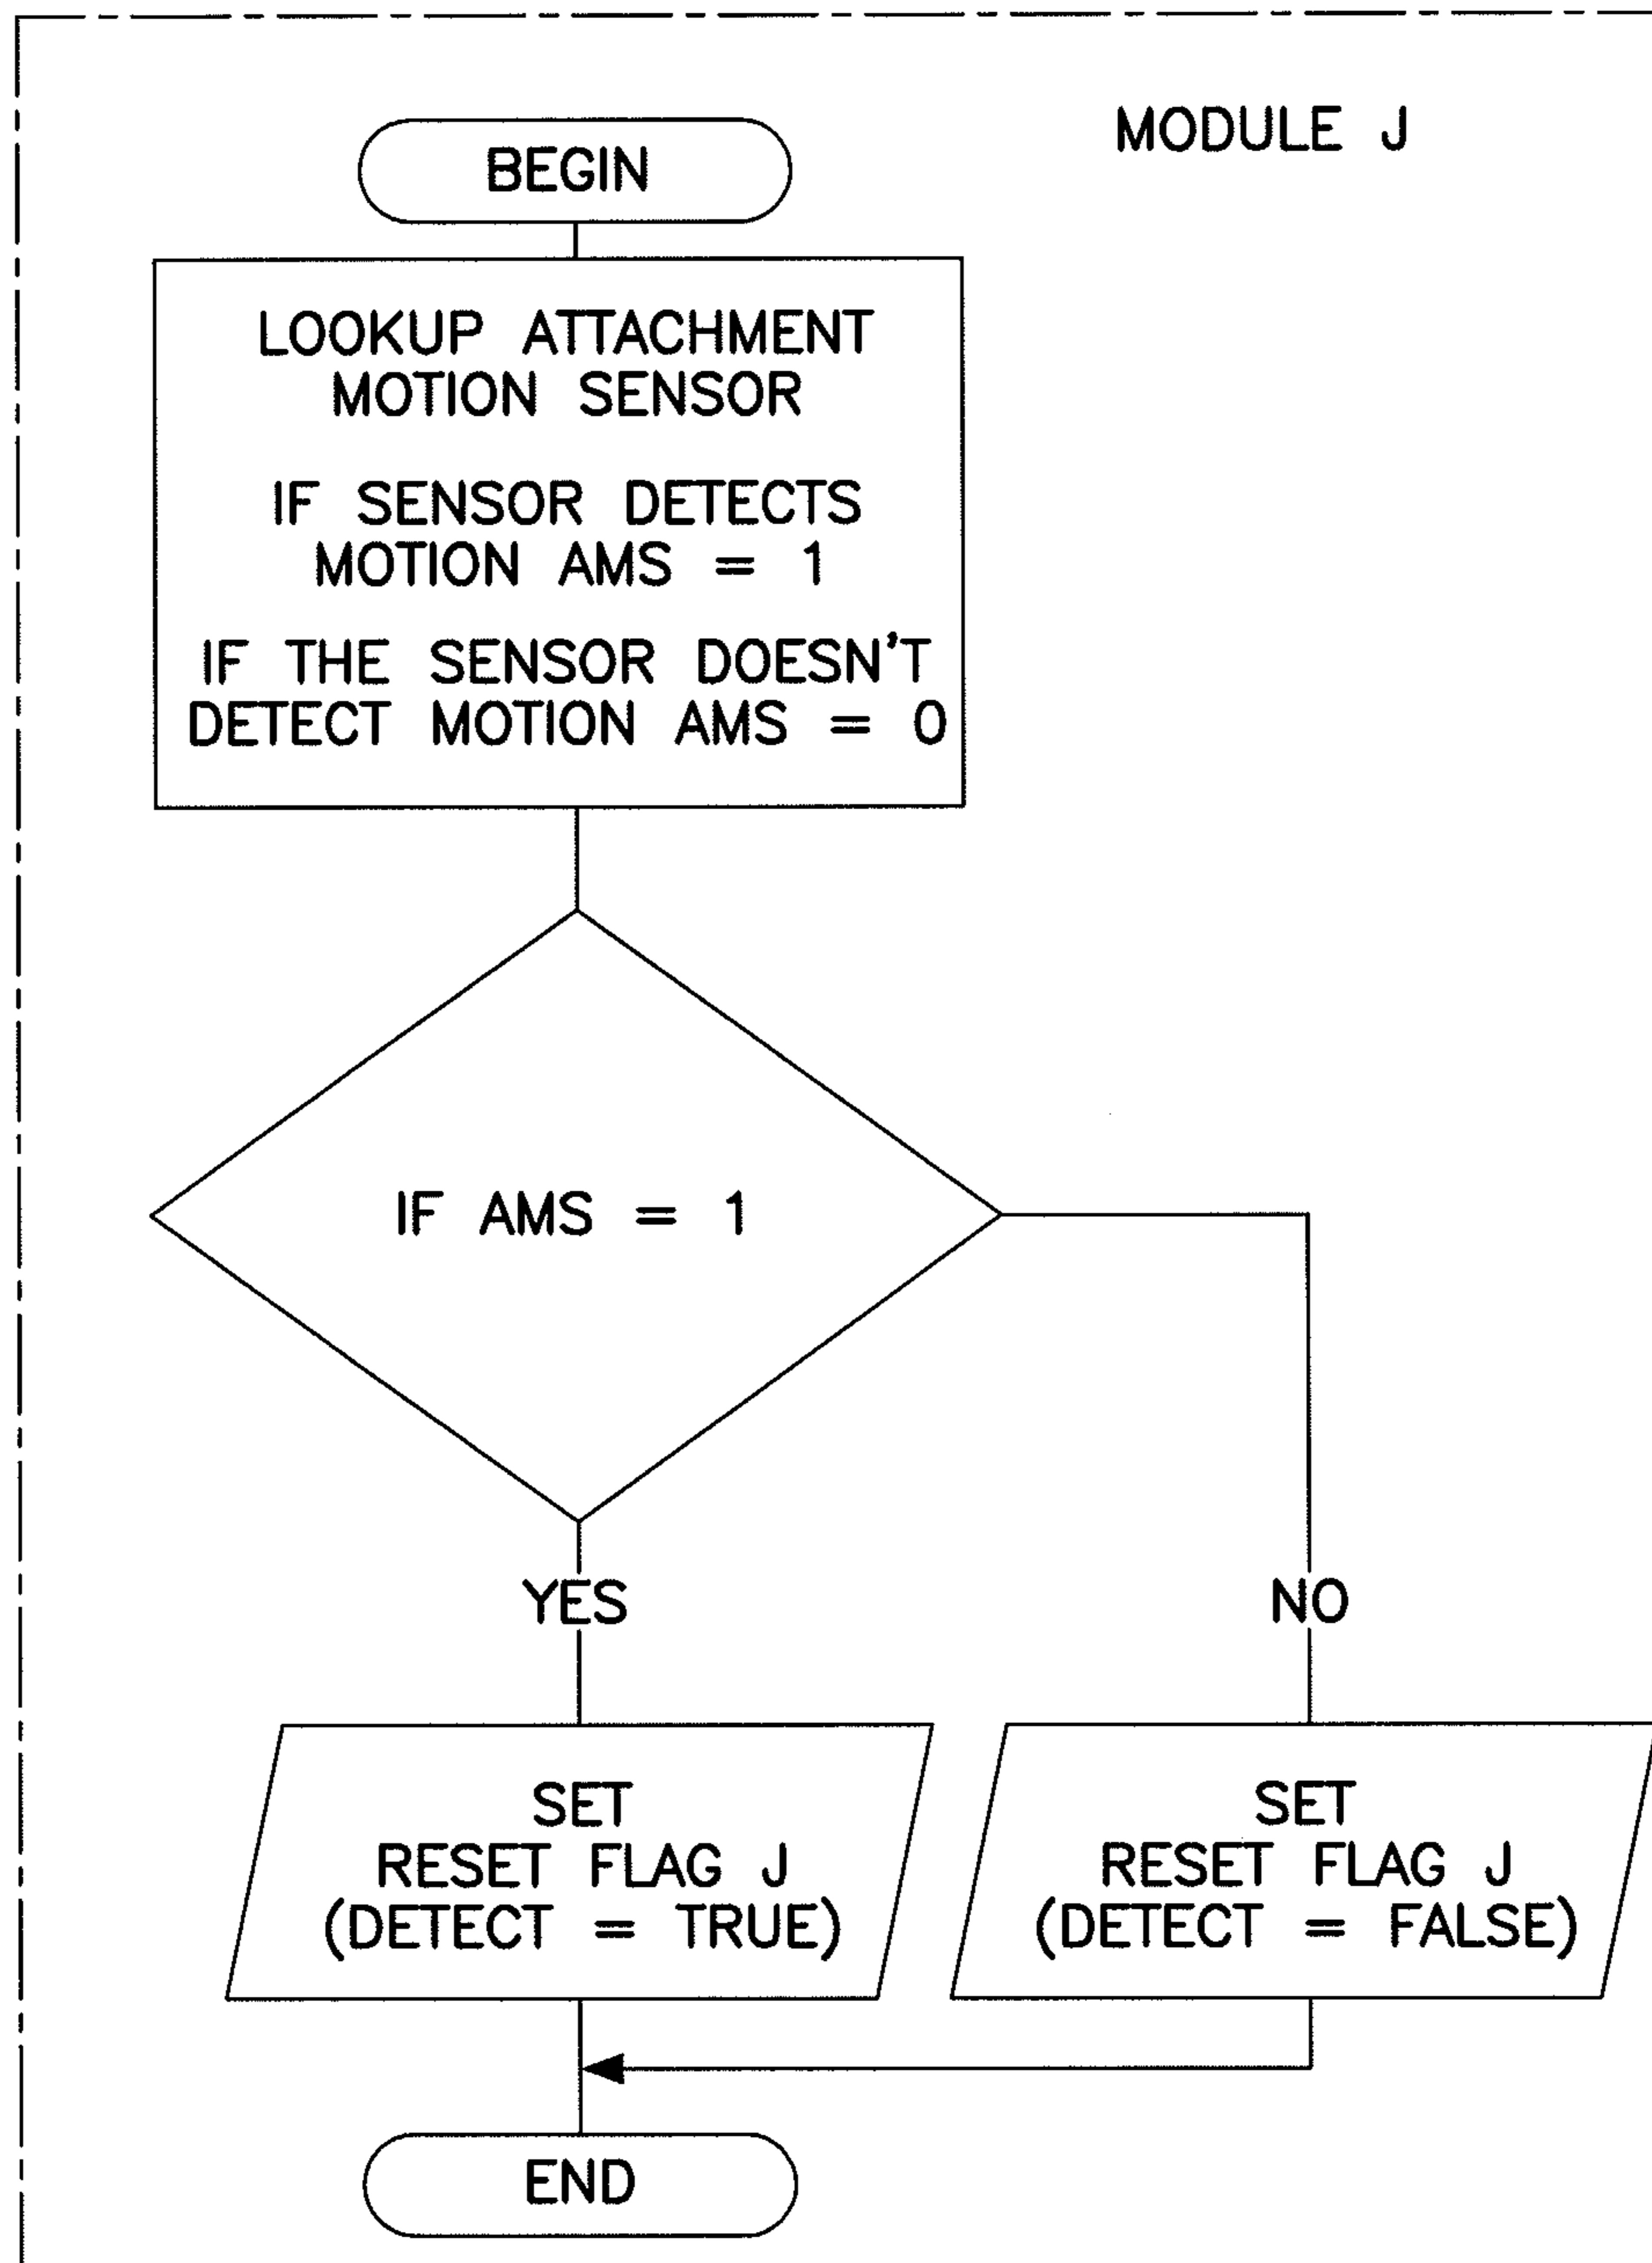 MODULE J
BEGIN
LOOKUP ATTACHMENT
MOTION SENSOR
IF SENSOR DETECTS
MOTION AMS = 1
IF THE SENSOR DOESN'T
DETECT MOTION AMS = 0
IF AMS = 1
YES
NO
SET
RESET FLAG J
(DETECT = TRUE)
SET
RESET FLAG J
(DETECT = FALSE)
END